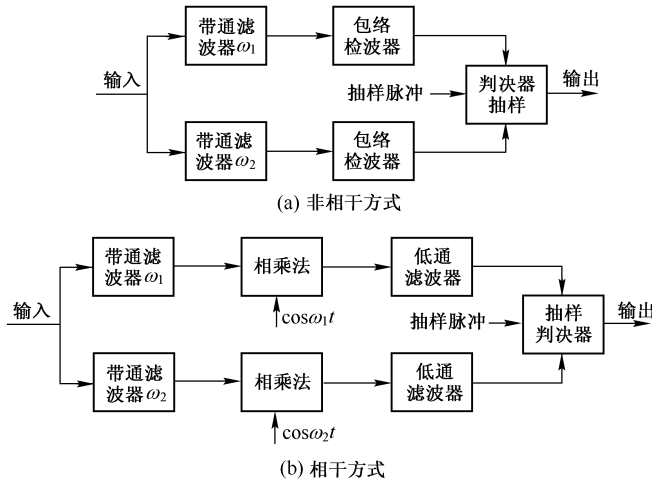 带通滤
波器ω1
包络
检波器
输入
抽样脉冲
判决器
抽样
输出
带通滤
波器ω2
包络
检波器
(a) 非相干方式
带通滤
波器ω1
相乘法
低通
滤波器
cosω1t
输入
抽样脉冲
抽样
判决器
输出
带通滤
波器ω2
相乘法
低通
滤波器
cosω2t
(b) 相干方式